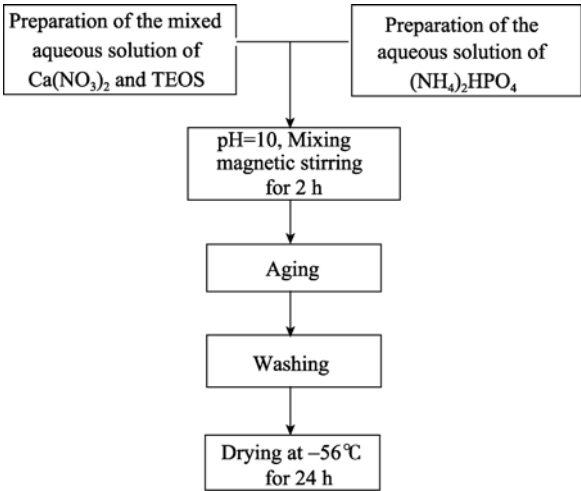 Preparation of the mixed
aqueous solution of
Ca(NO₃)₂ and TEOS
Preparation of the
aqueous solution of
(NH₄)₂HPO₄
pH=10, Mixing
magnetic stirring
for 2 h
Aging
Washing
Drying at −56℃
for 24 h